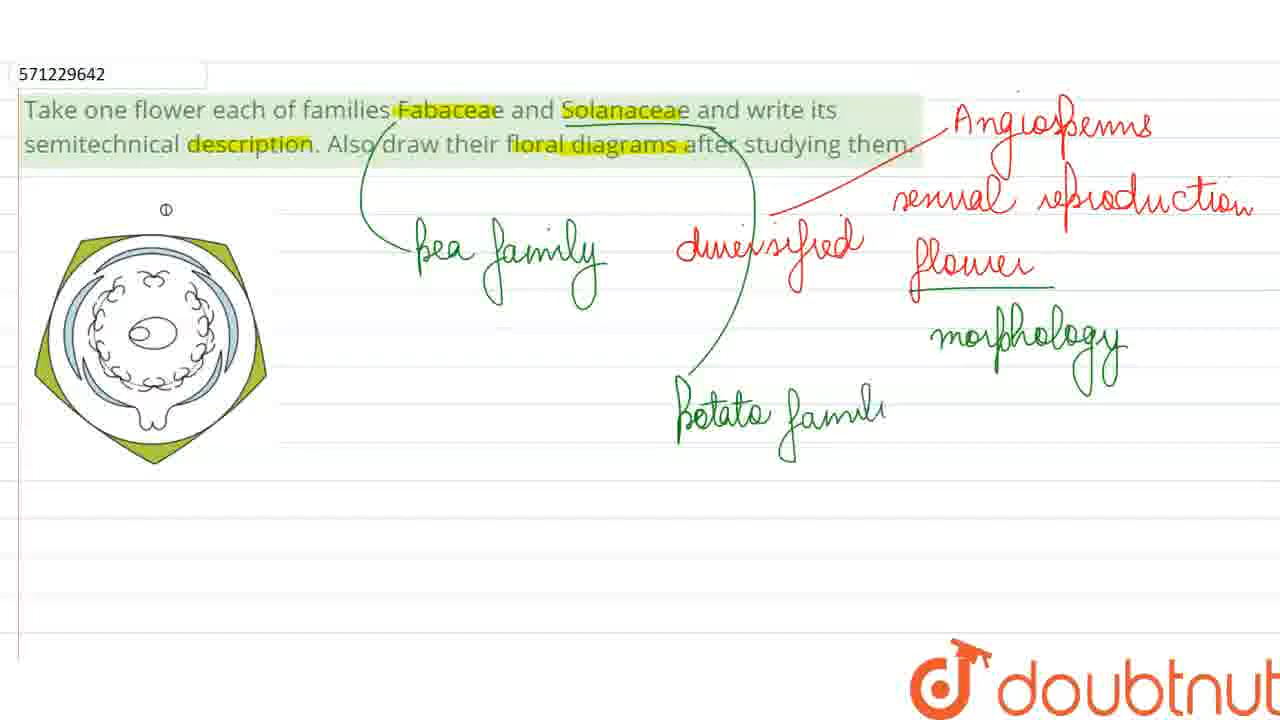 571229642
Take one flower each of families Fabaceae and Solanaceae and write its
semitechnical description. Also draw their floral diagrams after studying them.
Angiosperms
sexual reproduction
pea family
diversified
flower
morphology
Potato famili
doubtnut